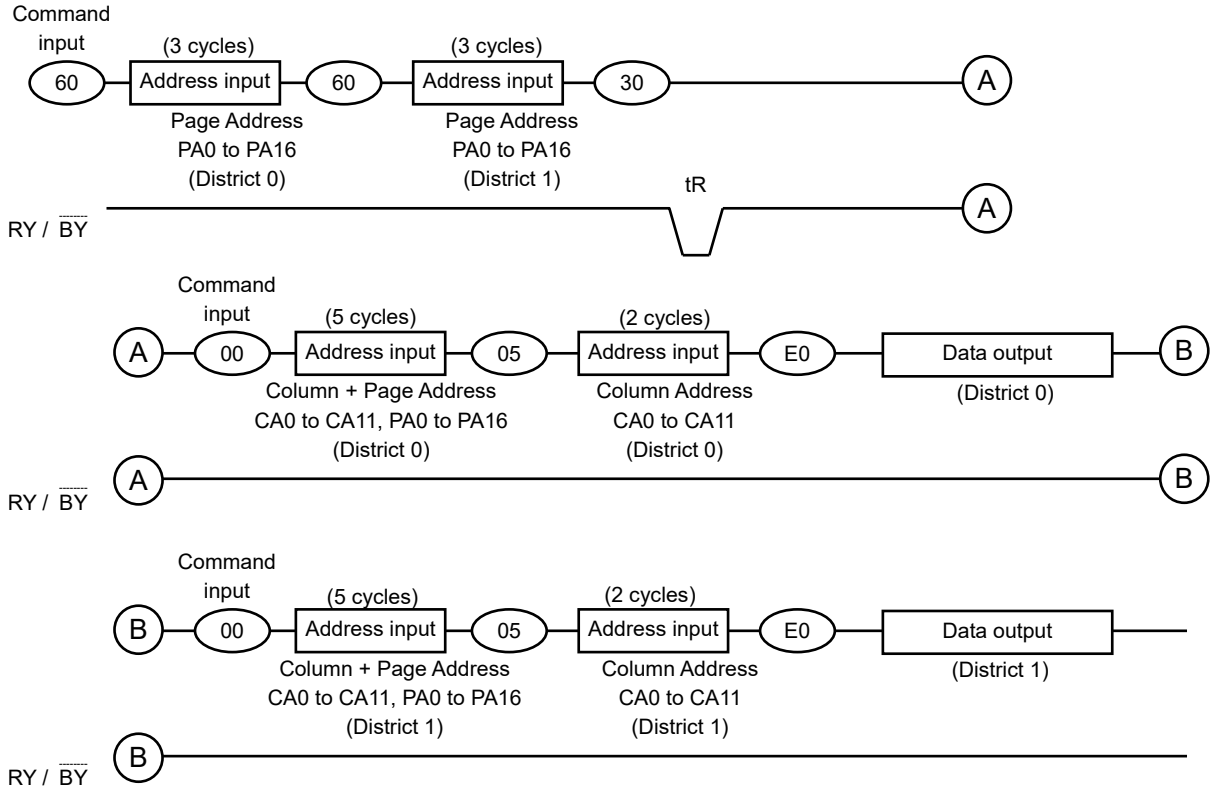 Command
input
(3 cycles)
(3 cycles)
60
Address input
60
Address input
30
A
Page Address
PA0 to PA16
(District 0)
Page Address
PA0 to PA16
(District 1)
tR
RY / BY
A
Command
input
(5 cycles)
(2 cycles)
A
00
Address input
05
Address input
E0
Data output
B
Column + Page Address
CA0 to CA11, PA0 to PA16
(District 0)
Column Address
CA0 to CA11
(District 0)
(District 0)
RY / BY
A
B
Command
input
(5 cycles)
(2 cycles)
B
00
Address input
05
Address input
E0
Data output
Column + Page Address
CA0 to CA11, PA0 to PA16
(District 1)
Column Address
CA0 to CA11
(District 1)
(District 1)
RY / BY
B